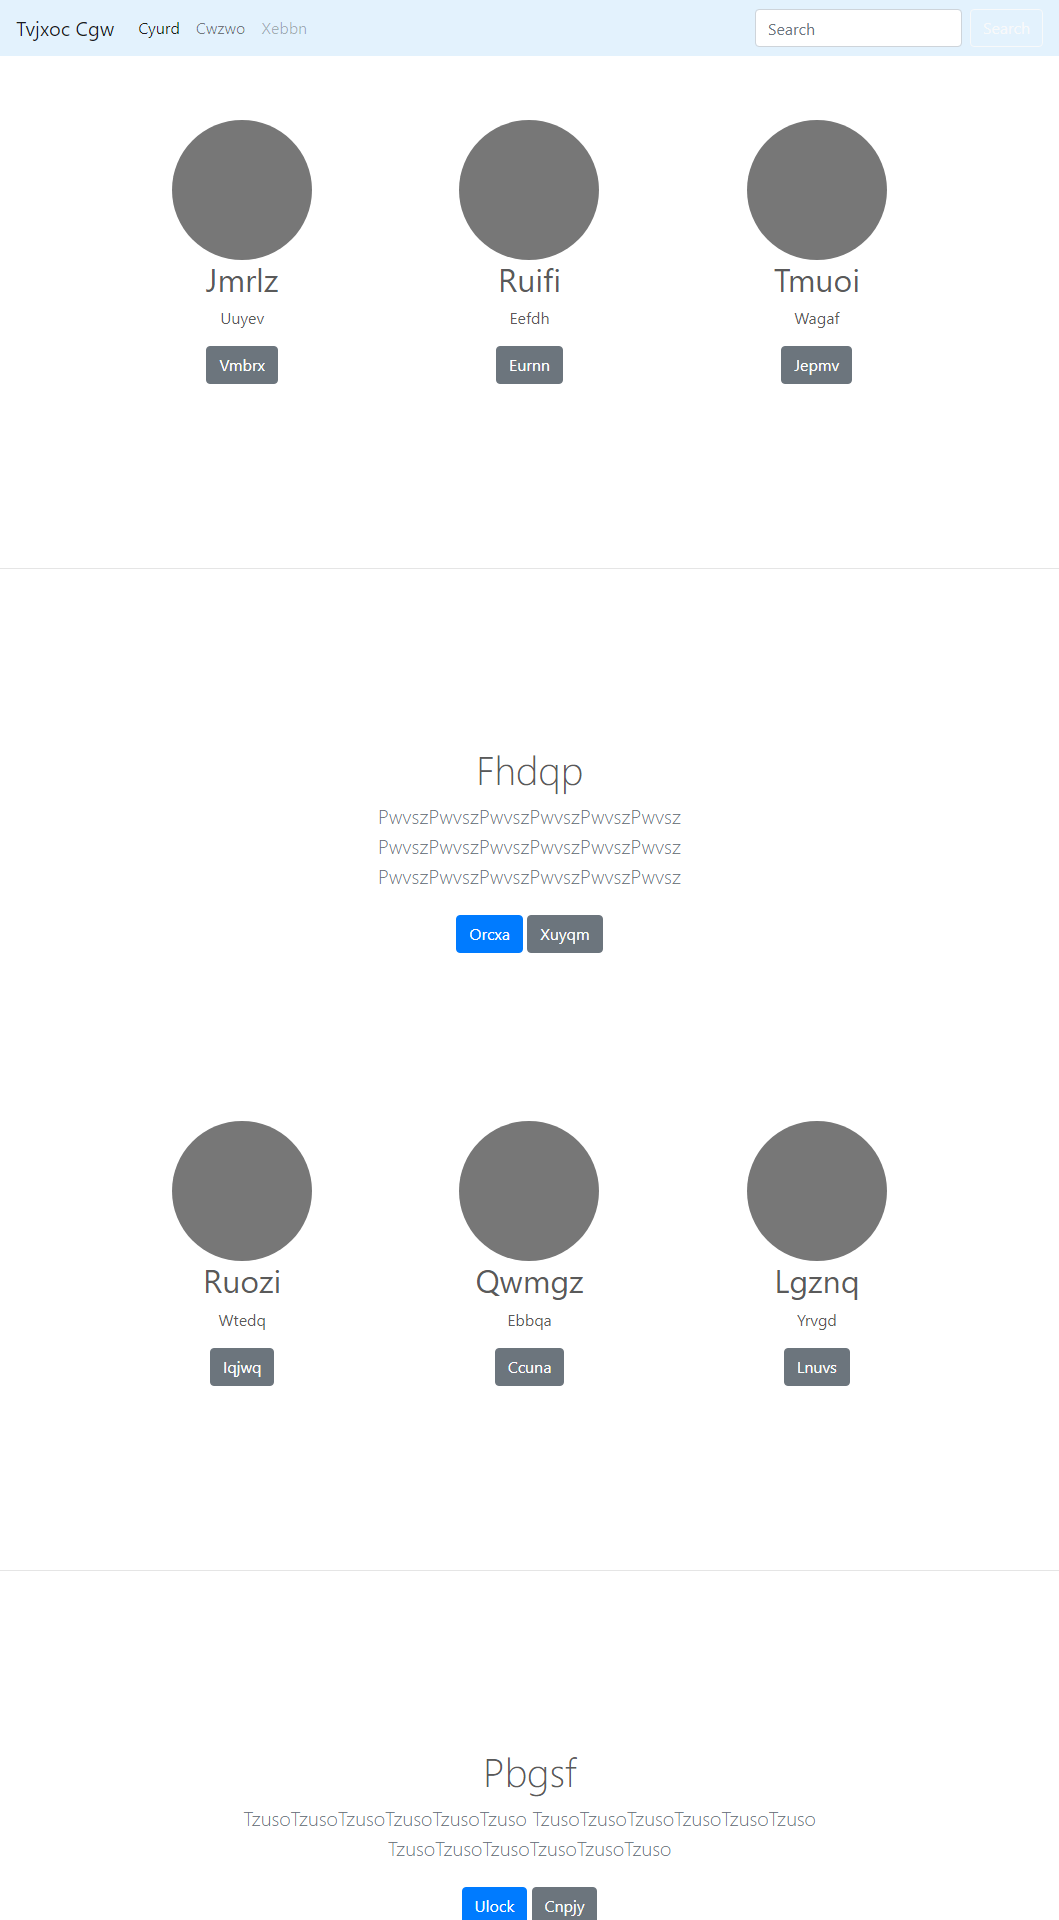 Tvjxoc Cgw Cyurd Cwzwo Xebbn Search Search
Jmrlz Ruifi Tmuoi
Uuyev Eefdh Wagaf
Vmbrx Eurnn Jepmv
Fhdqp
PwvszPwvszPwvszPwvszPwvszPwvsz
PwvszPwvszPwvszPwvszPwvszPwvsz
PwvszPwvszPwvszPwvszPwvszPwvsz
Orcxa Xuyqm
Ruozi Qwmgz Lgznq
Wtedq Ebbqa Yrvgd
Iqjwq Ccuna Lnuvs
Pbgsf
TzusoTzusoTzusoTzusoTzusoTzuso TzusoTzusoTzusoTzusoTzusoTzuso
TzusoTzusoTzusoTzusoTzusoTzuso
Ulock Cnpjy